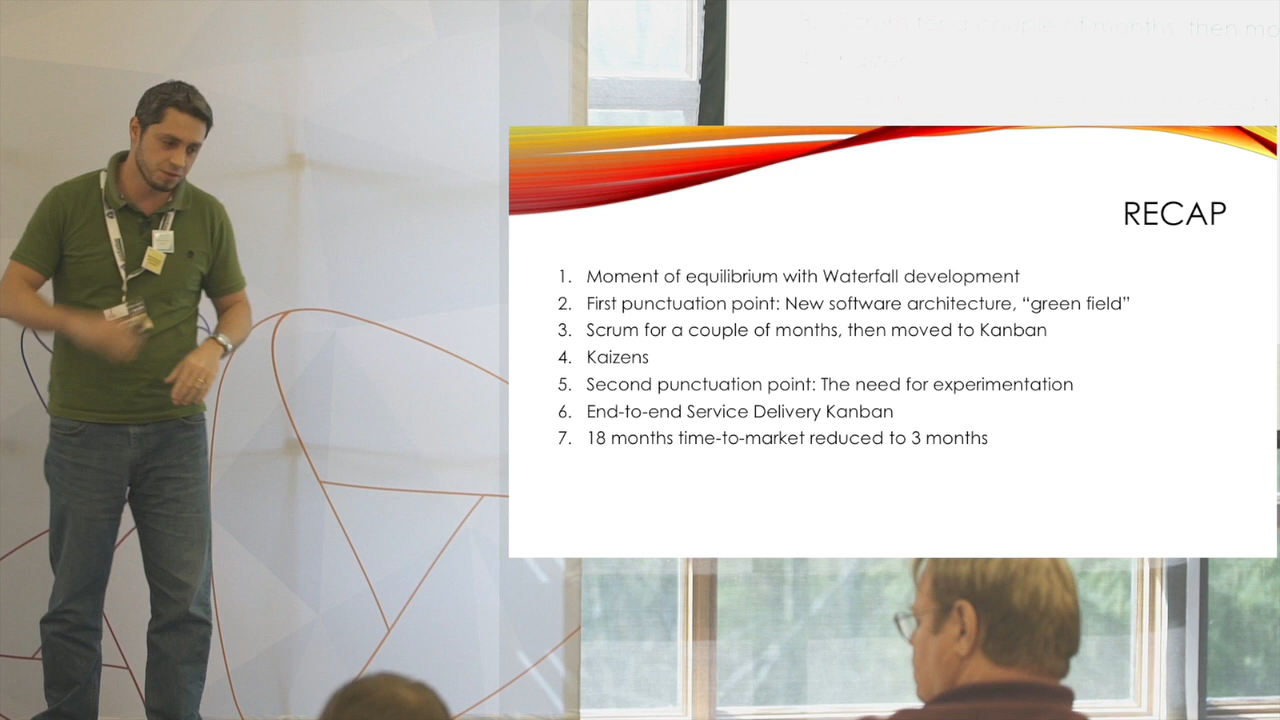 RECAP
1. Moment of equilibrium with Waterfall development
2. First punctuation point: New software architecture, “green field”
3. Scrum for a couple of months, then moved to Kanban
4. Kaizens
5. Second punctuation point: The need for experimentation
6. End-to-end Service Delivery Kanban
7. 18 months time-to-market reduced to 3 months